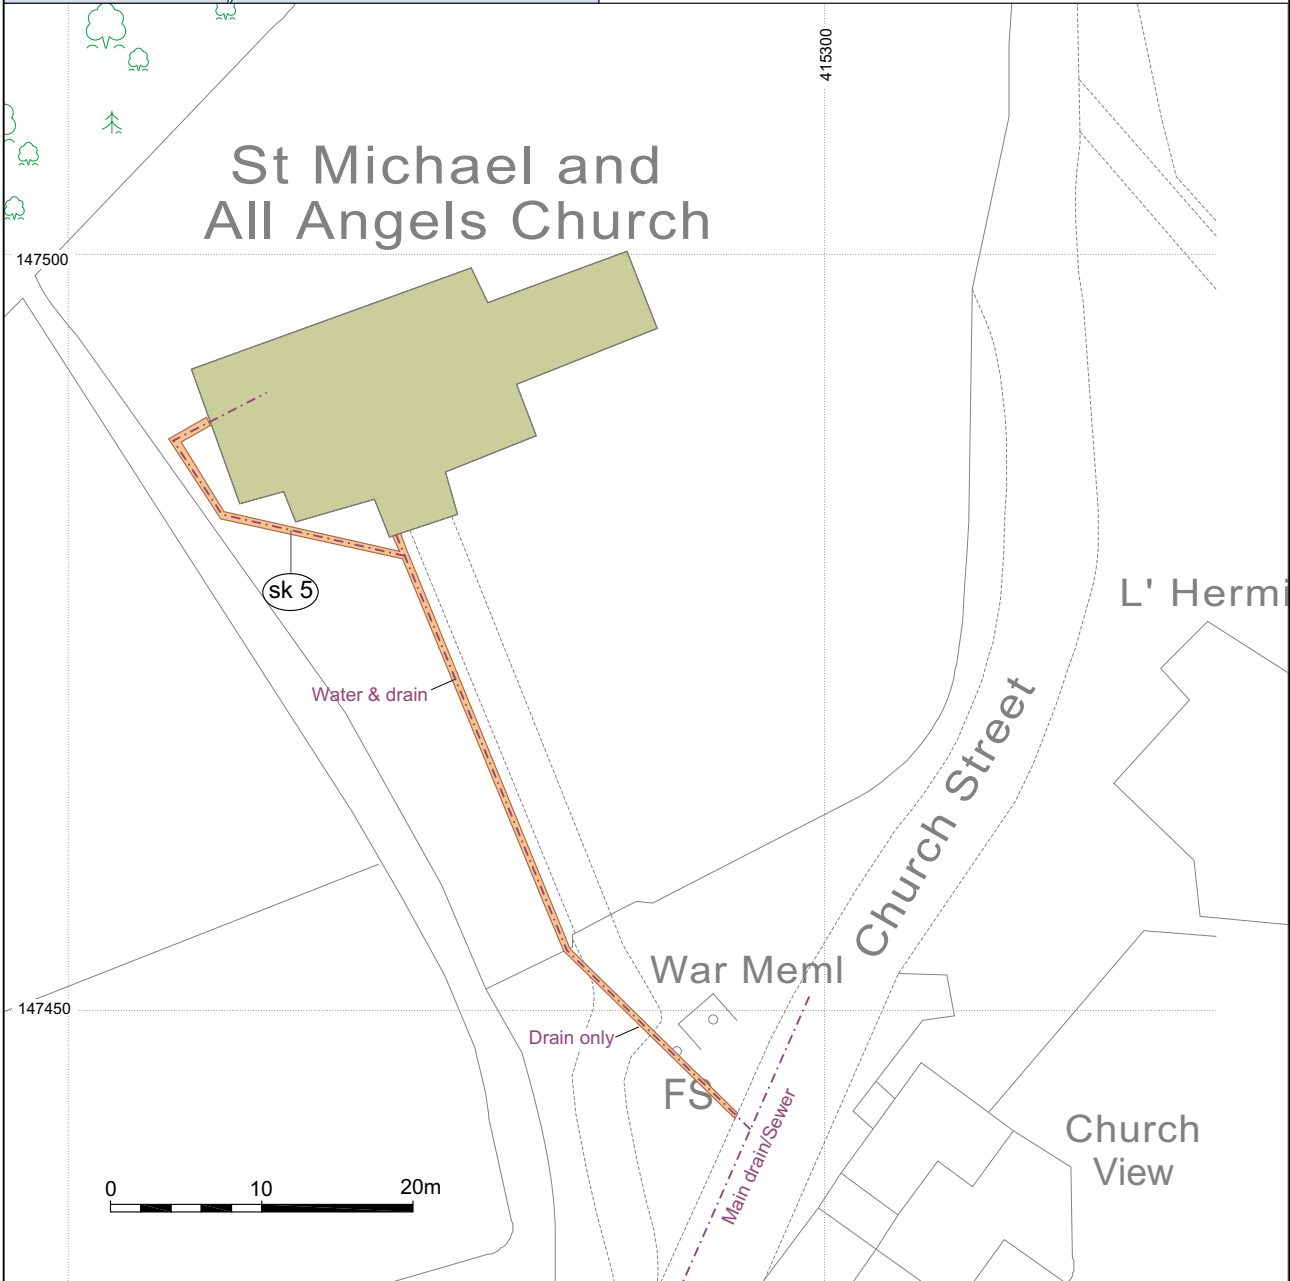 415300
St Michael and
All Angels Church
147500
sk 5
L' Hermi
Water & drain
Church Street
War Meml
147450
Drain only
FS
Main drain/Sewer
Church
View
0 10 20m